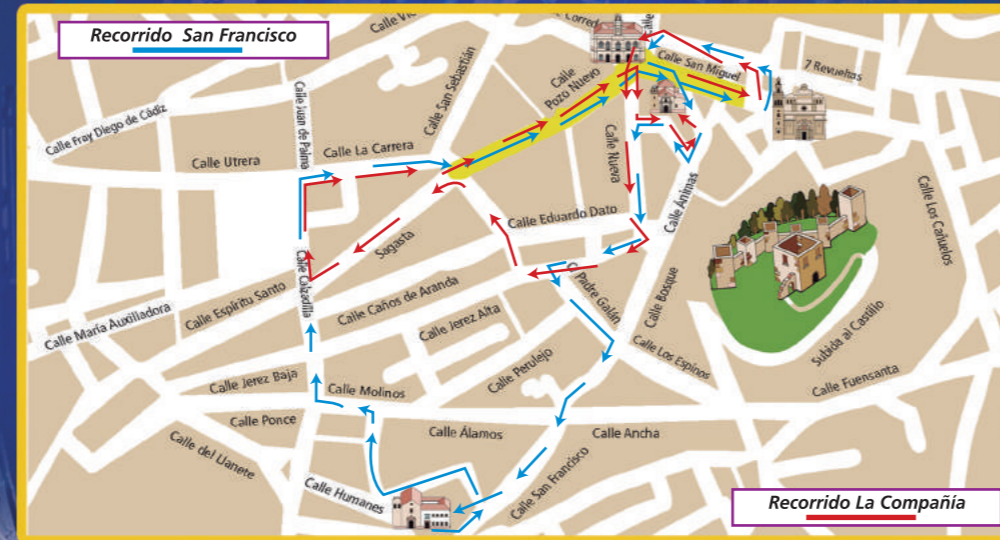 Recorrido San Francisco
Calle
Calle San Miguel
7 Revueltas
Calle
Pozo Nuevo
Calle San Sebastián
Calle Juan de Palma
Calle Fray Diego de Cádiz
Calle La Carrera
Calle Utrera
Calle Nueva
Calle Ánimas
Calle Los Cañuelos
Calle Eduardo Dato
Sagasta
Calle Calzadilla
Calle Espíritu Santo
Calle Caños de Aranda
C/ Padre Galán
Calle Bosque
Calle María Auxiliadora
Calle Jerez Alta
Subida al Castillo
Calle Los Espinos
Calle Perulejo
Calle Jerez Baja
Calle Molinos
Calle Fuensanta
Calle Ponce
Calle Álamos
Calle Ancha
Calle del Llanete
Calle San Francisco
Calle Humanes
Recorrido La Compañía